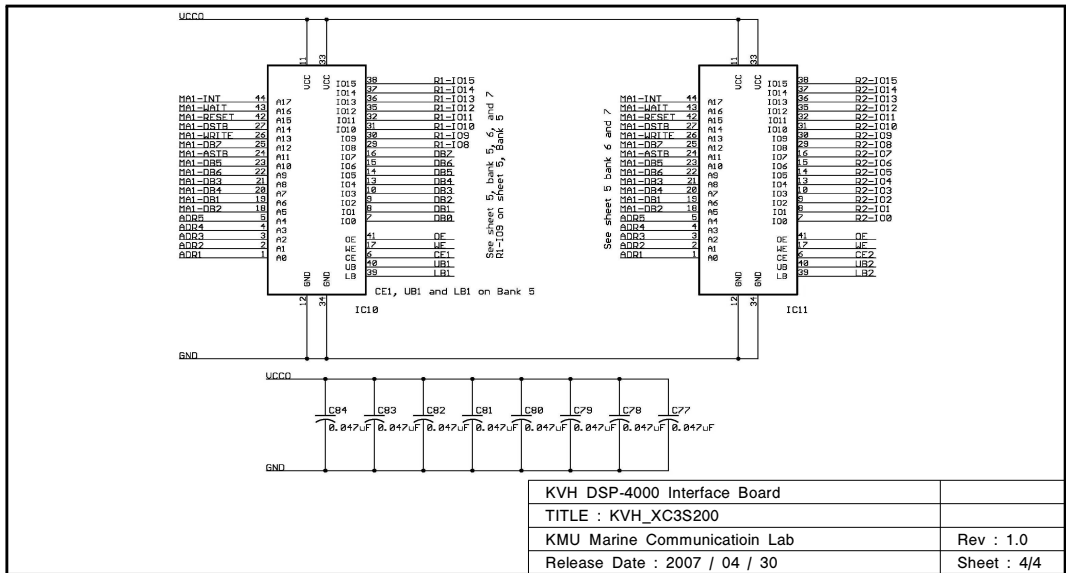 VCCO
11
33
VCC
VCC
MA1-INT 44 A17
MA1-WAIT 43 A16
MA1-RESET 42 A15
MA1-DSTB 27 A14
MA1-WRITE 26 A13
MA1-DB7 25 A12
MA1-ASTB 24 A11
MA1-DB5 23 A10
MA1-DB6 22 A9
MA1-DB3 21 A8
MA1-DB4 20 A7
MA1-DB1 19 A6
MA1-DB2 18 A5
ADR5 5 A4
ADR4 4 A3
ADR3 3 A2
ADR2 2 A1
ADR1 1 A0
IO15 38 R1-IO15
IO14 37 R1-IO14
IO13 36 R1-IO13
IO12 35 R1-IO12
IO11 32 R1-IO11
IO10 31 R1-IO10
IO9 30 R1-IO9
IO8 29 R1-IO8
IO7 16 DB7
IO6 15 DB6
IO5 14 DB5
IO4 13 DB4
IO3 10 DB3
IO2 9 DB2
IO1 8 DB1
IO0 7 DB0
OE 41 OE
WE 17 WE
CE 6 CE1
UB 40 UB1
LB 39 LB1
GND
GND
12
34
IC10
See sheet 5, bank 5, 6, and 7
R1-IO9 on sheet 5, Bank 5
CE1, UB1 and LB1 on Bank 5
11
33
VCC
VCC
MA1-INT 44 A17
MA1-WAIT 43 A16
MA1-RESET 42 A15
MA1-DSTB 27 A14
MA1-WRITE 26 A13
MA1-DB7 25 A12
MA1-ASTB 24 A11
MA1-DB5 23 A10
MA1-DB6 22 A9
MA1-DB3 21 A8
MA1-DB4 20 A7
MA1-DB1 19 A6
MA1-DB2 18 A5
ADR5 5 A4
ADR4 4 A3
ADR3 3 A2
ADR2 2 A1
ADR1 1 A0
IO15 38 R2-IO15
IO14 37 R2-IO14
IO13 36 R2-IO13
IO12 35 R2-IO12
IO11 32 R2-IO11
IO10 31 R2-IO10
IO9 30 R2-IO9
IO8 29 R2-IO8
IO7 16 R2-IO7
IO6 15 R2-IO6
IO5 14 R2-IO5
IO4 13 R2-IO4
IO3 10 R2-IO3
IO2 9 R2-IO2
IO1 8 R2-IO1
IO0 7 R2-IO0
OE 41 OE
WE 17 WE
CE 6 CE2
UB 40 UB2
LB 39 LB2
GND
GND
12
34
IC11
See sheet 5 bank 6 and 7
GND
VCCO
C84 C83 C82 C81 C80 C79 C78 C77
0.047uF 0.047uF 0.047uF 0.047uF 0.047uF 0.047uF 0.047uF 0.047uF
GND
KVH DSP-4000 Interface Board
TITLE : KVH_XC3S200
KMU Marine Communicatioin Lab Rev : 1.0
Release Date : 2007 / 04 / 30 Sheet : 4/4